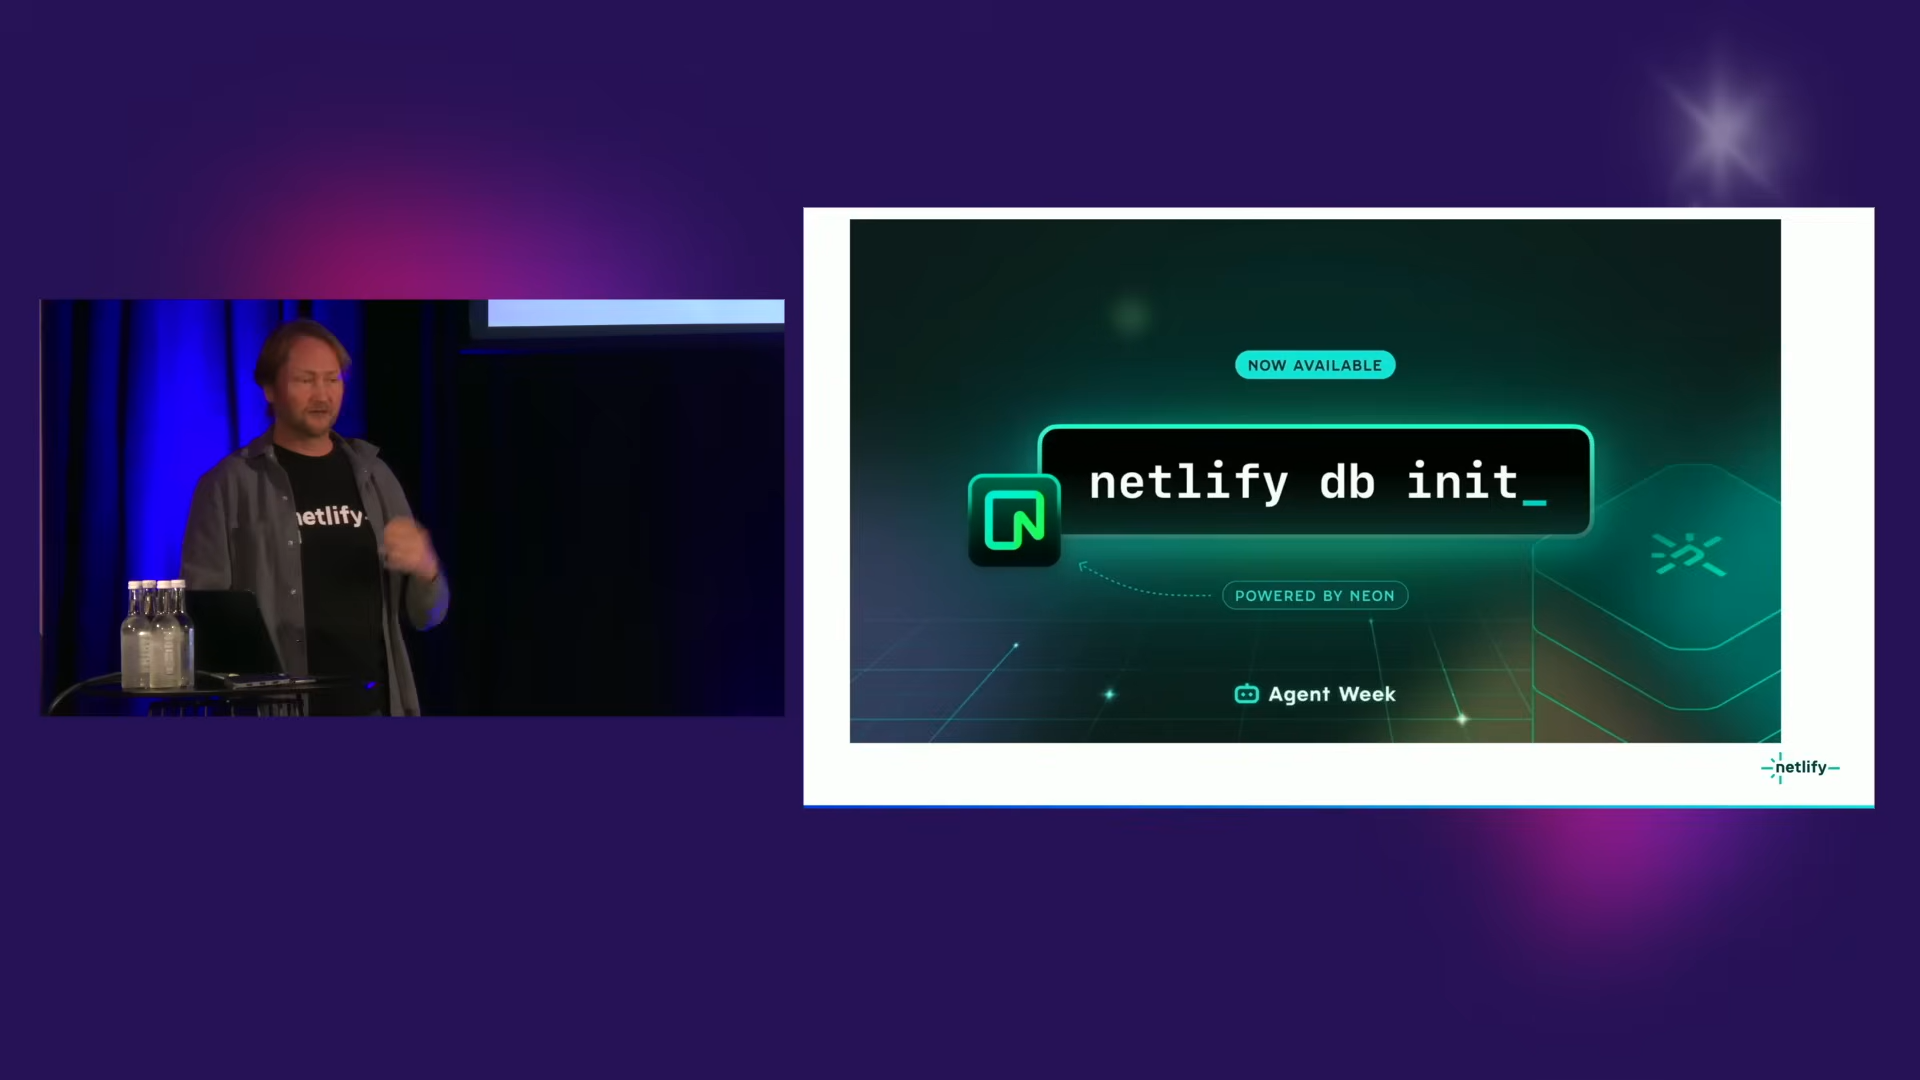 netlify
NOW AVAILABLE
netlify db init_
POWERED BY NEON
Agent Week
netlify